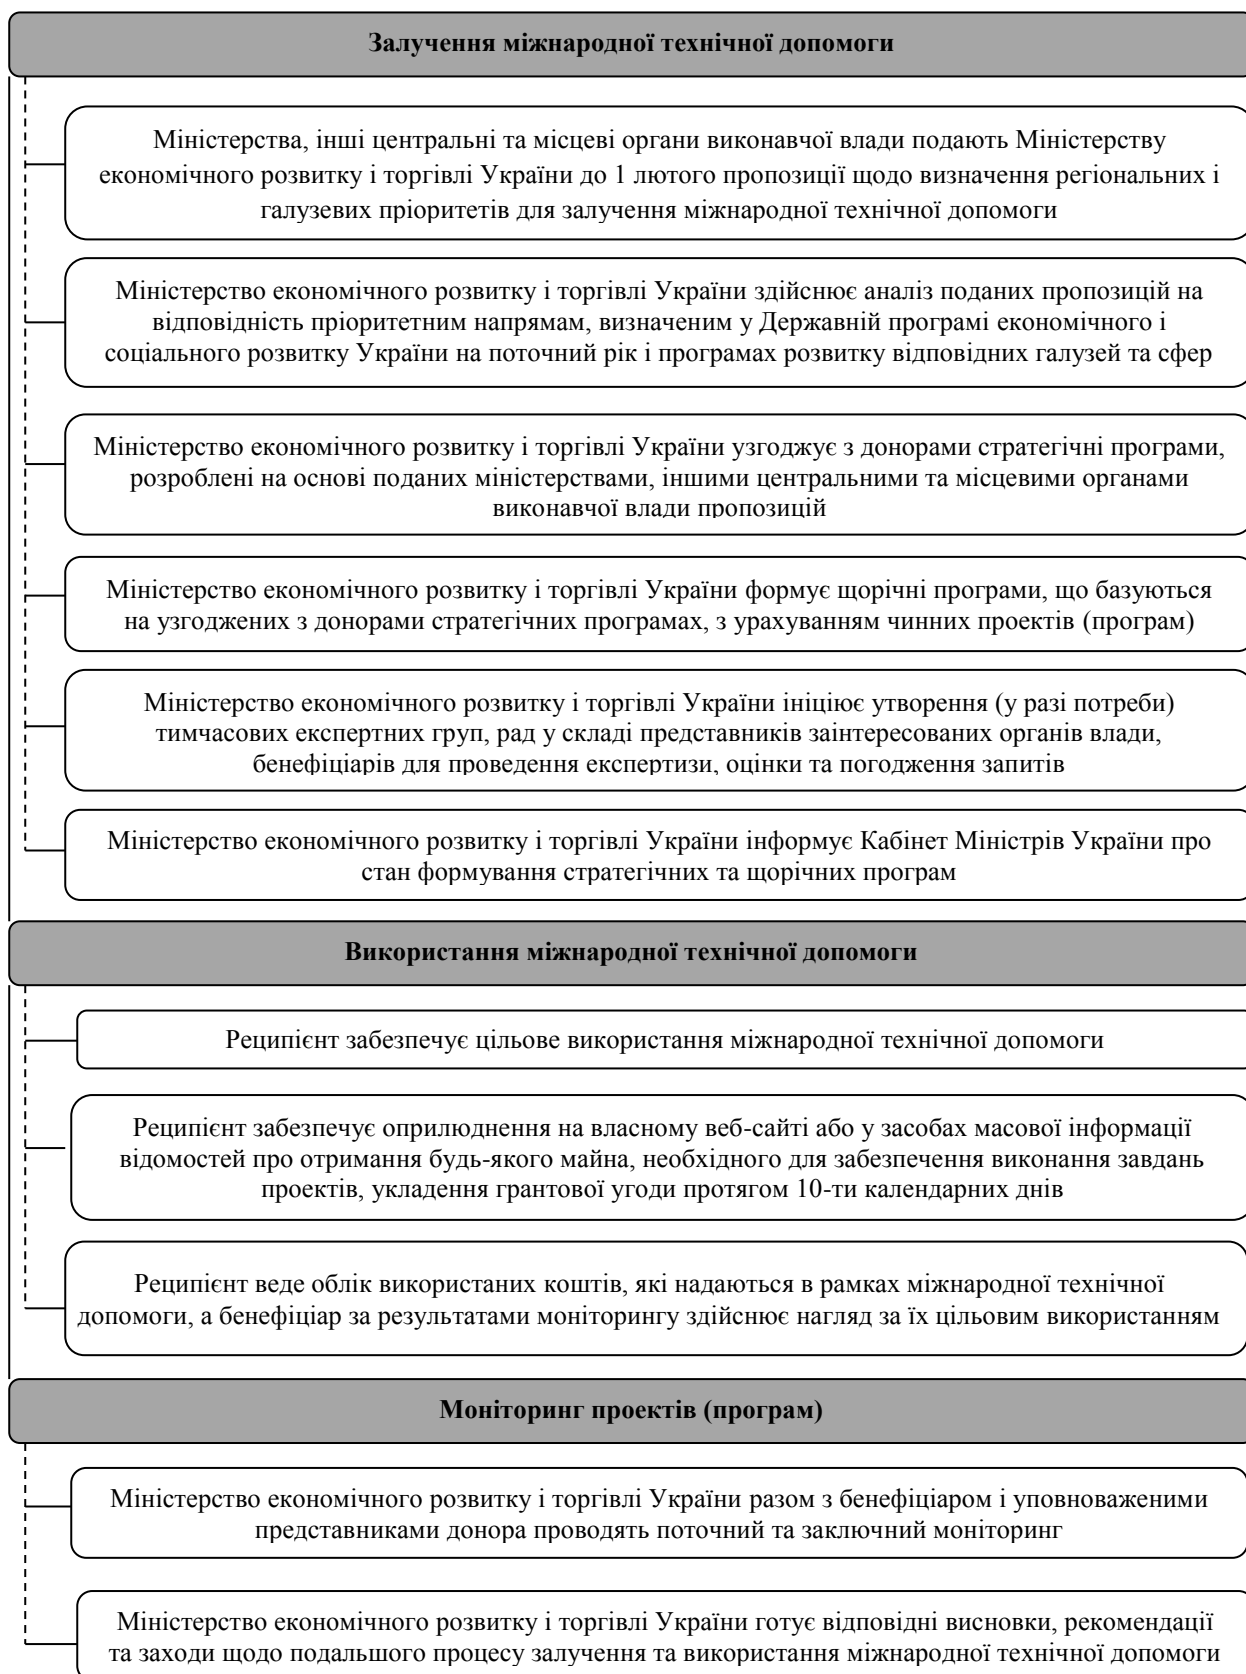 Залучення міжнародної технічної допомоги
Міністерства, інші центральні та місцеві органи виконавчої влади подають Міністерству
економічного розвитку і торгівлі України до 1 лютого пропозиції щодо визначення регіональних і
галузевих пріоритетів для залучення міжнародної технічної допомоги
Міністерство економічного розвитку і торгівлі України здійснює аналіз поданих пропозицій на
відповідність пріоритетним напрямам, визначеним у Державній програмі економічного і
соціального розвитку України на поточний рік і програмах розвитку відповідних галузей та сфер
Міністерство економічного розвитку і торгівлі України узгоджує з донорами стратегічні програми,
розроблені на основі поданих міністерствами, іншими центральними та місцевими органами
виконавчої влади пропозицій
Міністерство економічного розвитку і торгівлі України формує щорічні програми, що базуються
на узгоджених з донорами стратегічних програмах, з урахуванням чинних проектів (програм)
Міністерство економічного розвитку і торгівлі України ініціює утворення (у разі потреби)
тимчасових експертних груп, рад у складі представників заінтересованих органів влади,
бенефіціарів для проведення експертизи, оцінки та погодження запитів
Міністерство економічного розвитку і торгівлі України інформує Кабінет Міністрів України про
стан формування стратегічних та щорічних програм
Використання міжнародної технічної допомоги
Реципієнт забезпечує цільове використання міжнародної технічної допомоги
Реципієнт забезпечує оприлюднення на власному веб-сайті або у засобах масової інформації
відомостей про отримання будь-якого майна, необхідного для забезпечення виконання завдань
проектів, укладення грантової угоди протягом 10-ти календарних днів
Реципієнт веде облік використаних коштів, які надаються в рамках міжнародної технічної
допомоги, а бенефіціар за результатами моніторингу здійснює нагляд за їх цільовим використанням
Моніторинг проектів (програм)
Міністерство економічного розвитку і торгівлі України разом з бенефіціаром і уповноваженими
представниками донора проводять поточний та заключний моніторинг
Міністерство економічного розвитку і торгівлі України готує відповідні висновки, рекомендації
та заходи щодо подальшого процесу залучення та використання міжнародної технічної допомоги